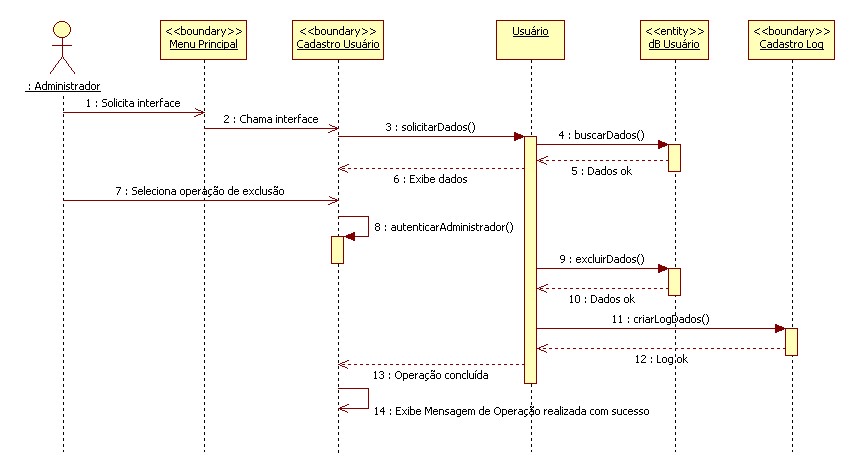 <<boundary>>
Menu Principal
<<boundary>>
Cadastro Usuário
Usuário
<<entity>>
dB Usuário
<<boundary>>
Cadastro Log
: Administrador
1 : Solicita interface
2 : Chama interface
3 : solicitarDados()
4 : buscarDados()
5 : Dados ok
6 : Exibe dados
7 : Seleciona operação de exclusão
8 : autenticarAdministrador()
9 : excluirDados()
10 : Dados ok
11 : criarLogDados()
12 : Log ok
13 : Operação concluída
14 : Exibe Mensagem de Operação realizada com sucesso